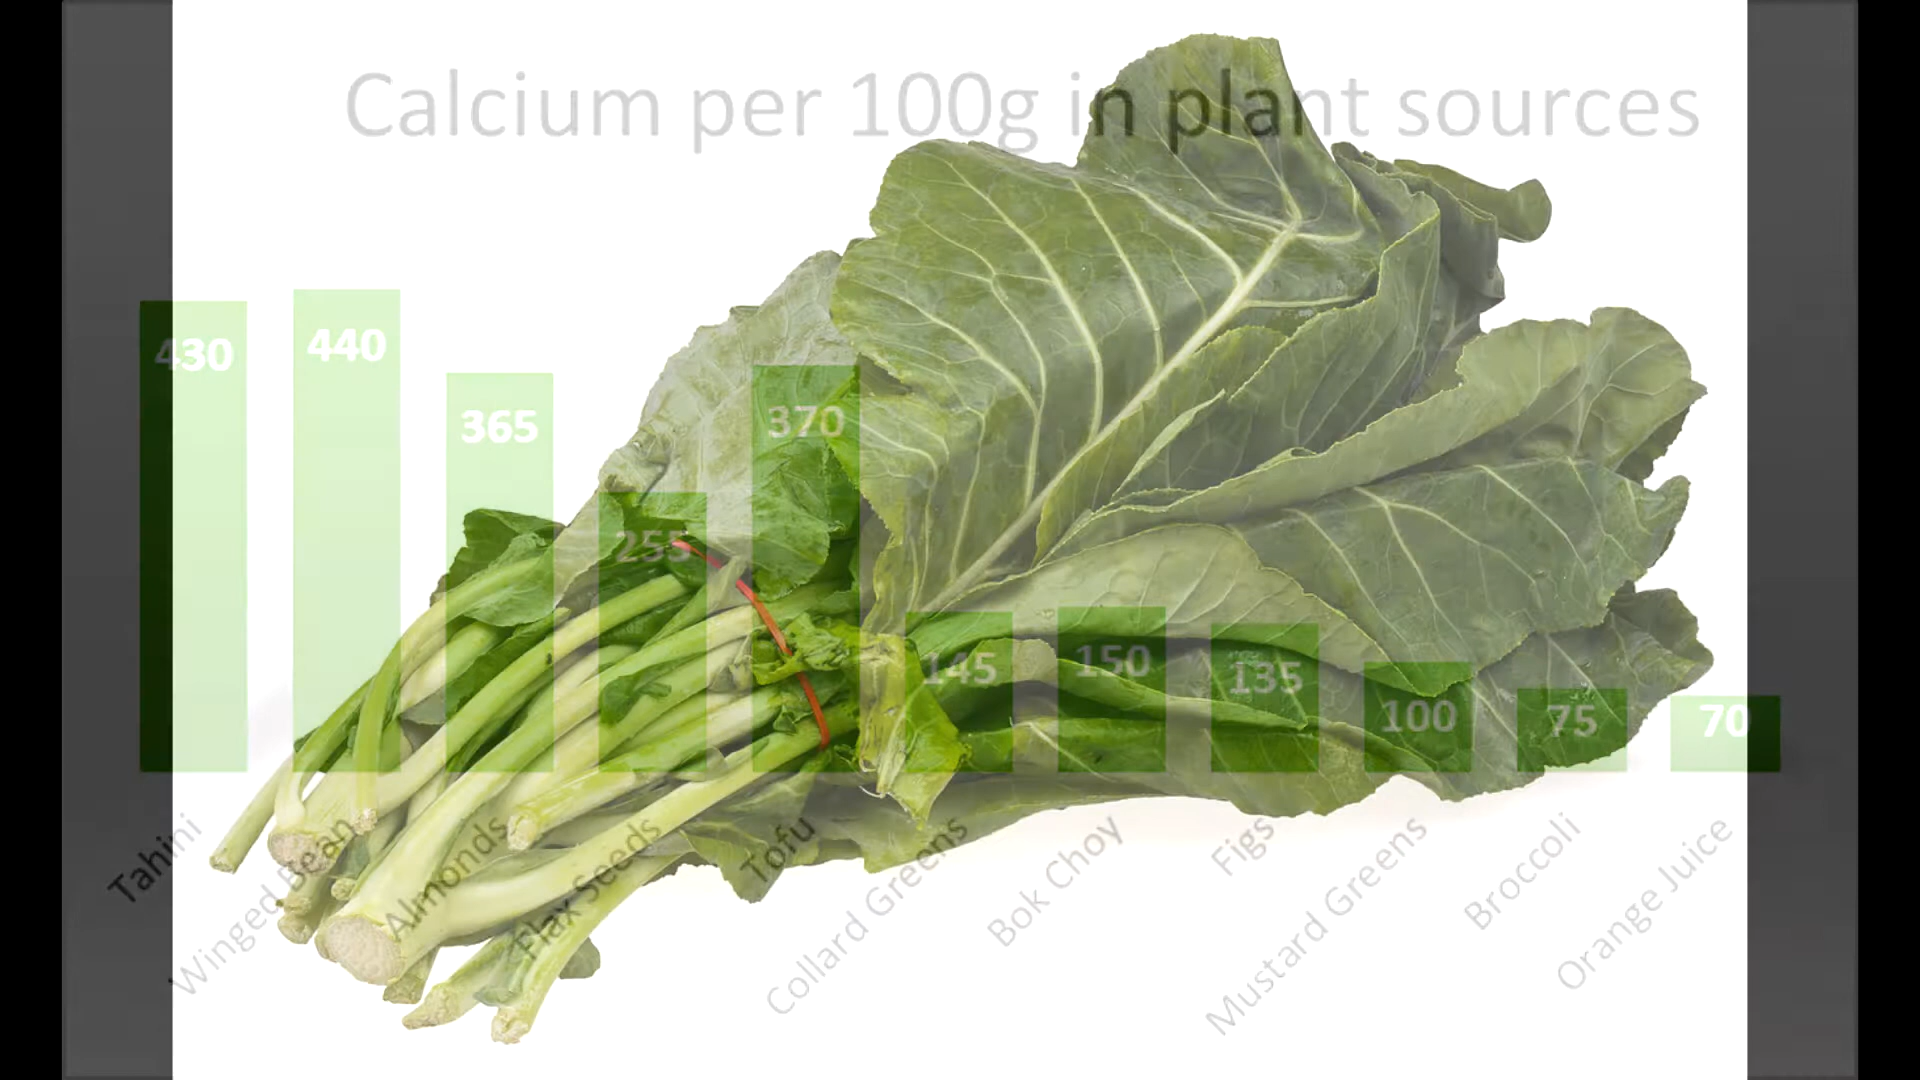 Calcium per 100g in plant sources
430
440
365
255
370
145
150
135
100
75
70
Tahini
Winged Bean
Almonds
Flax Seeds
Tofu
Collard Greens
Bok Choy
Figs
Mustard Greens
Broccoli
Orange Juice